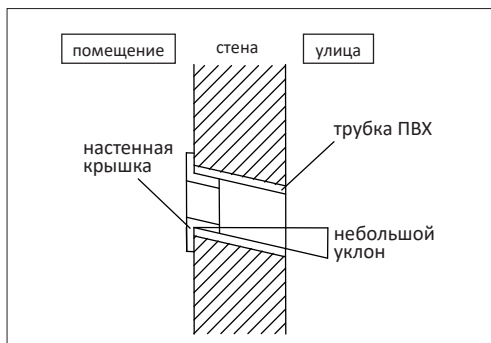 помещение
стена
улица
трубка ПВХ
настенная
крышка
небольшой
уклон